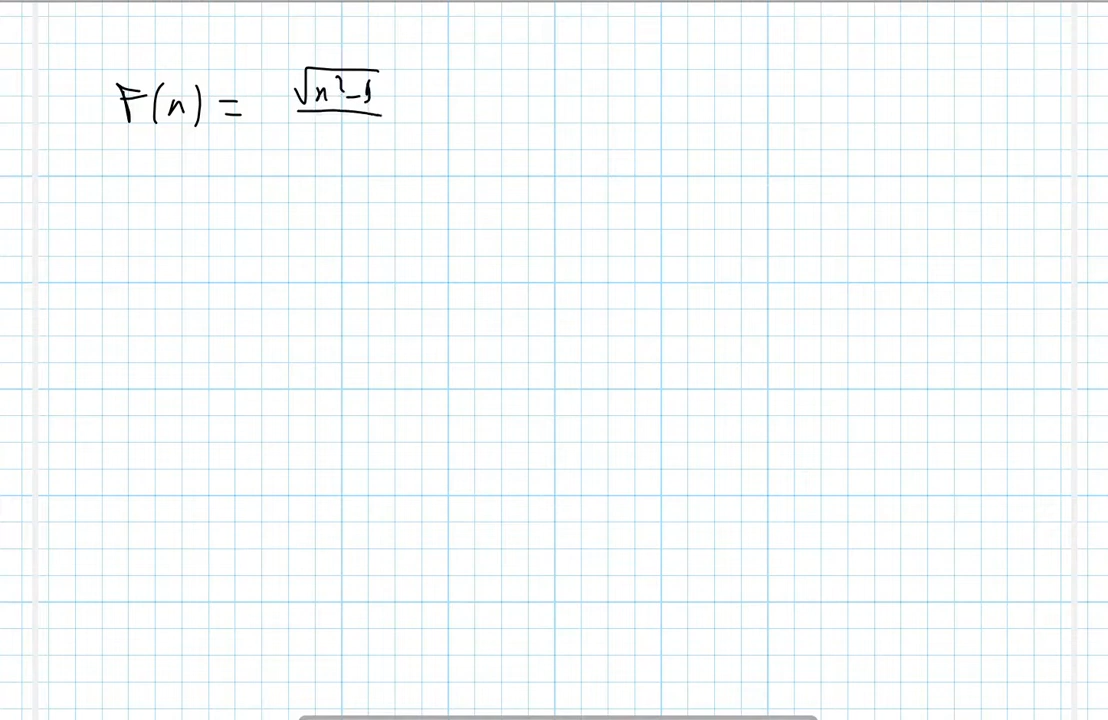 F(n) = √(n²-1)/